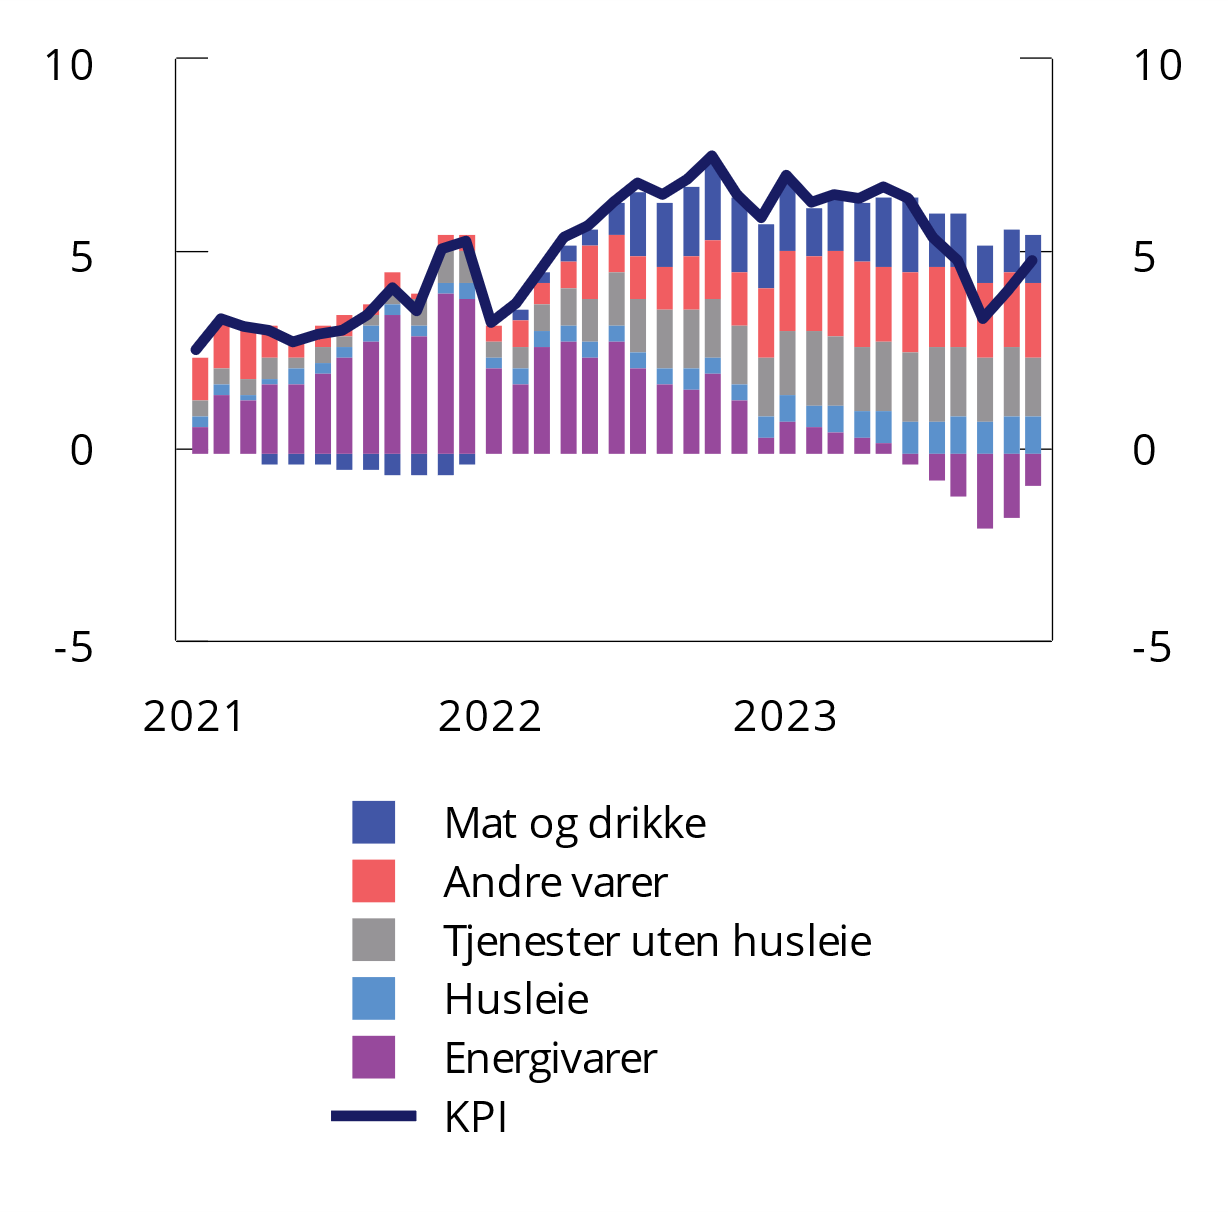 10 10
5 5
0 0
-5 -5
2021 2022 2023
Mat og drikke
Andre varer
Tjenester uten husleie
Husleie
Energivarer
KPI